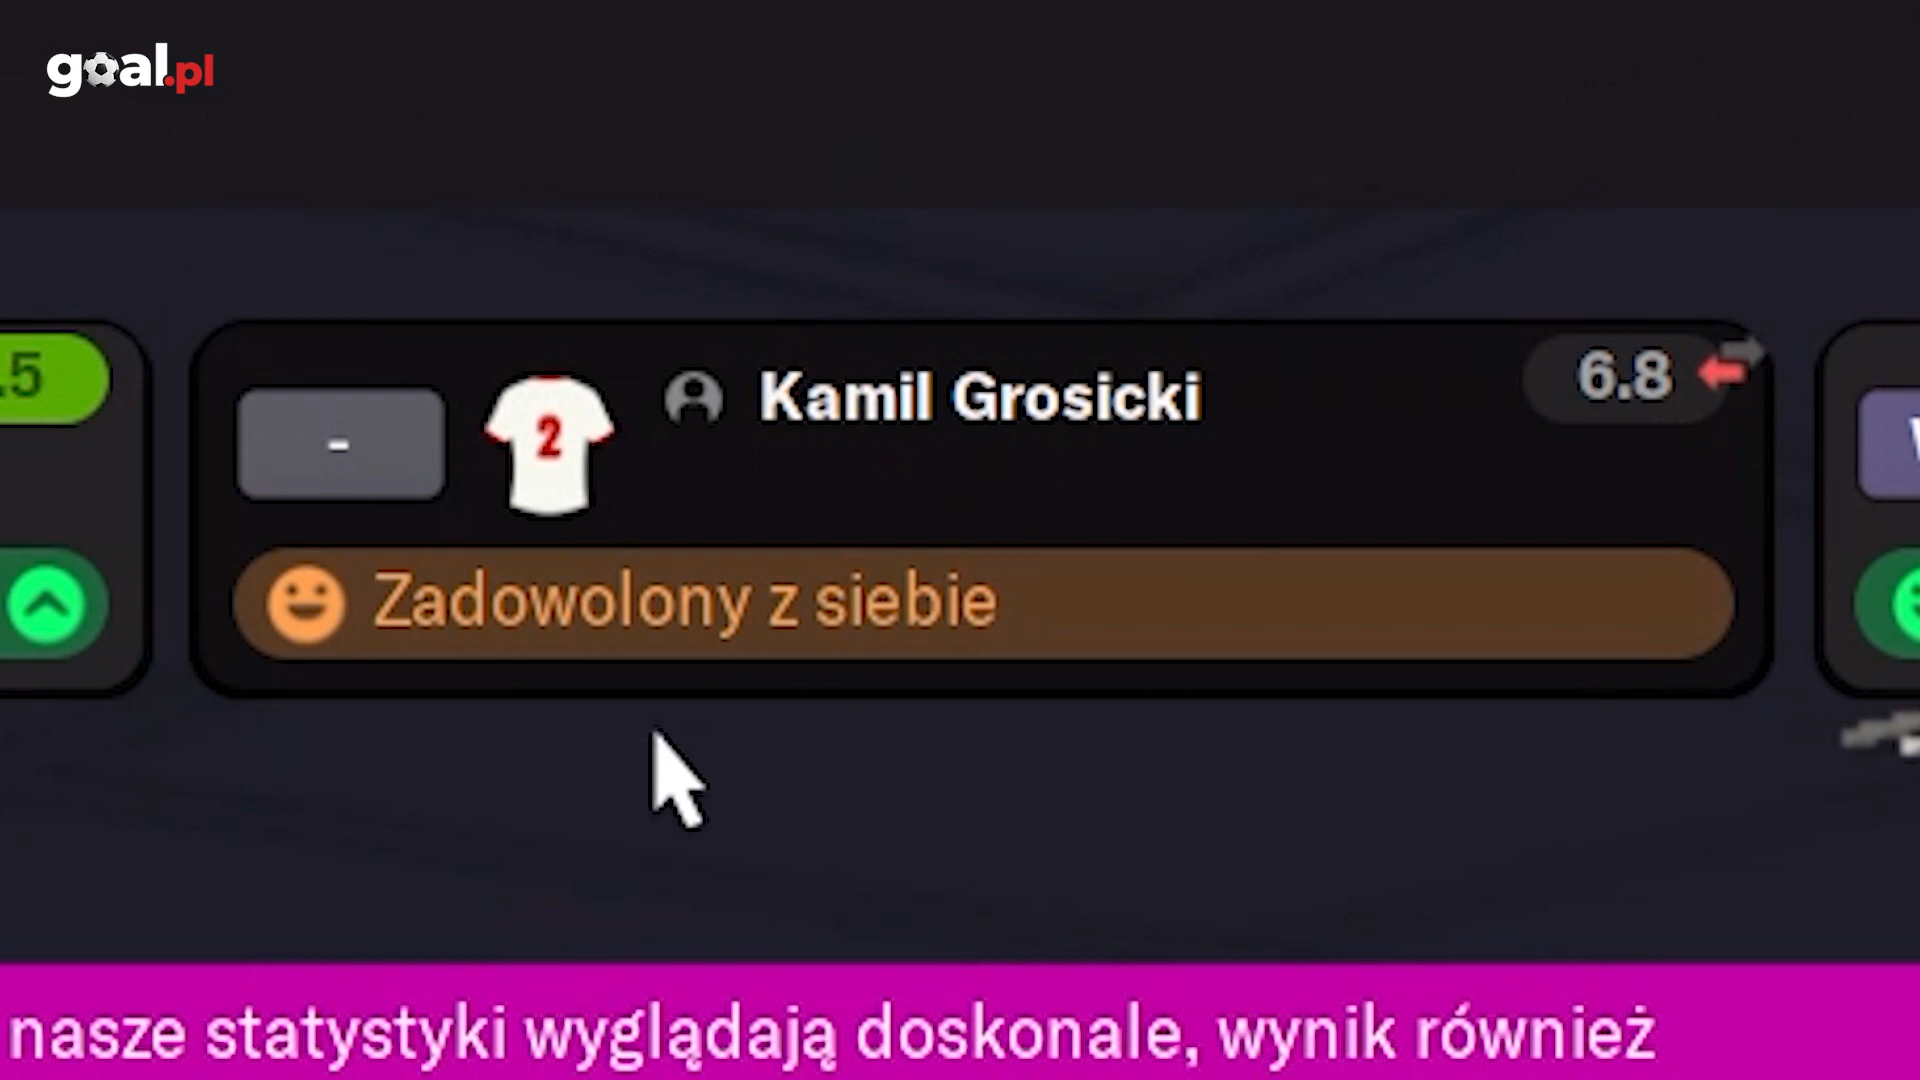 goal.pl
.5
-
2
Kamil Grosicki
6.8
Zadowolony z siebie
nasze statystyki wyglądają doskonale, wynik również